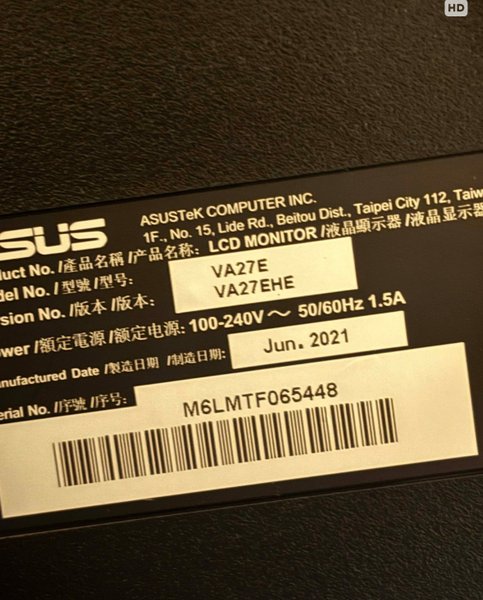 HD
ASUS
ASUSTeK COMPUTER INC.
1F., No. 15, Lide Rd., Beitou Dist., Taipei City 112, Taiw
duct No. /產品名稱/产品名称: LCD MONITOR /液晶顯示器 /液晶显示器
del No. / 型號 /型号: VA27E
rsion No. /版本 /版本: VA27EHE
ower /額定電源 /额定电源: 100-240V～ 50/60Hz 1.5A
anufactured Date /製造日期 /制造日期: Jun. 2021
erial No. /序號 /序号: M6LMTF065448